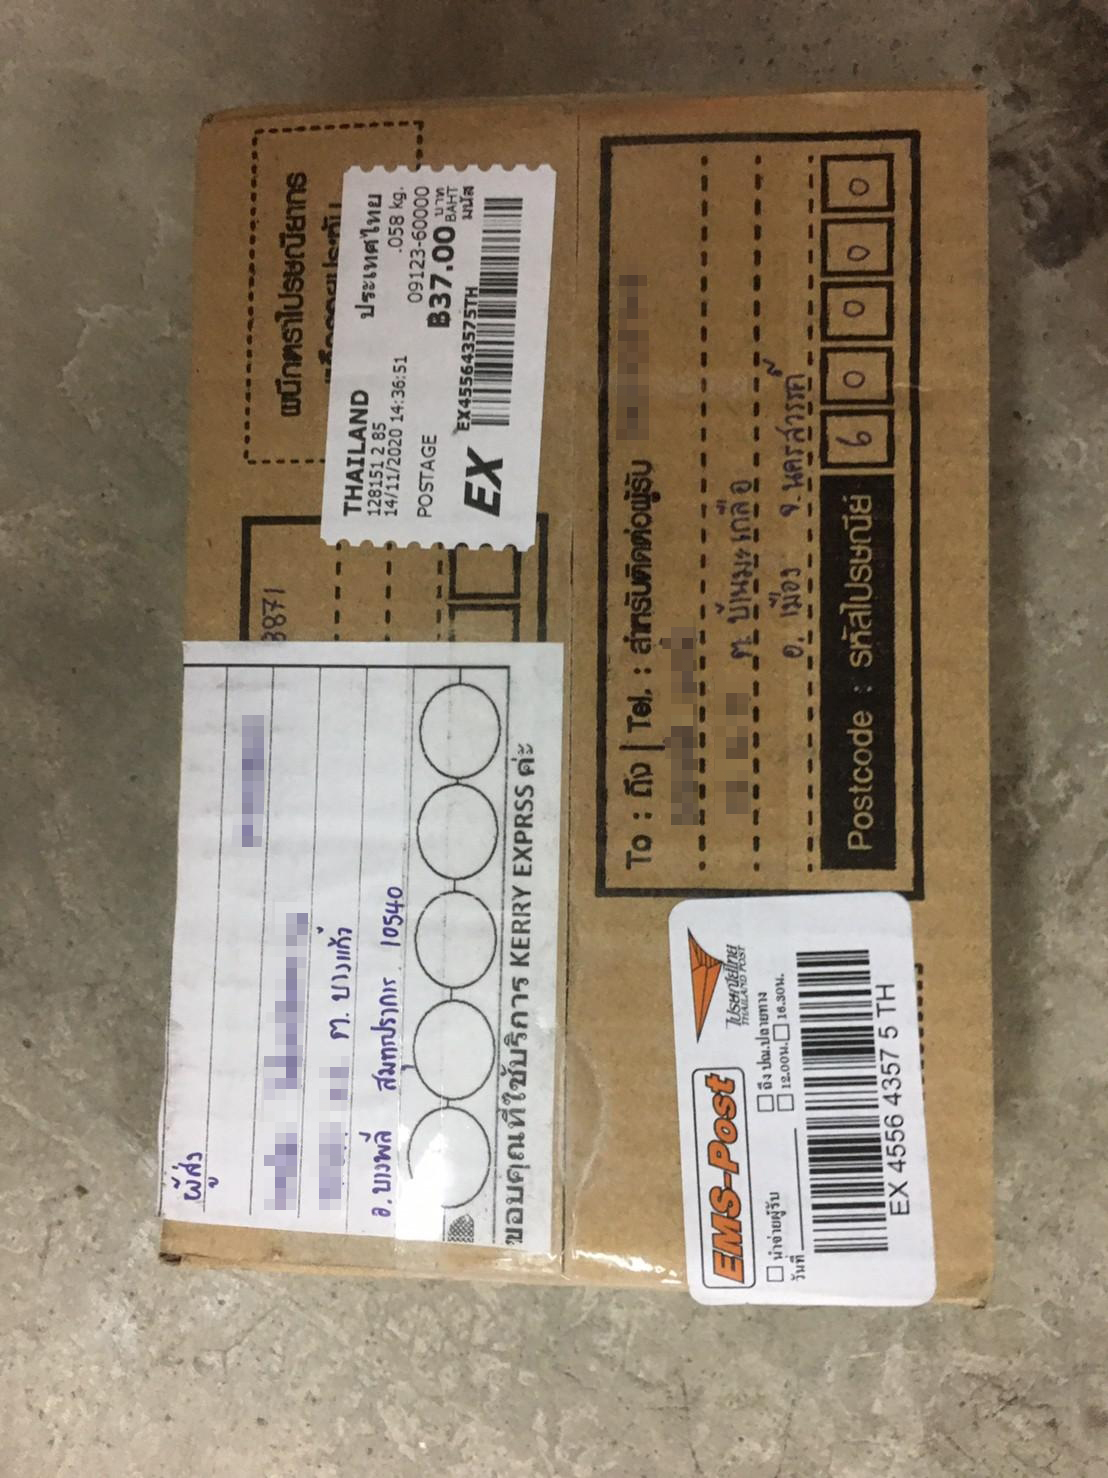 ผนึกตราไปรษณียากร
THAILAND ประเทศไทย
128151 2 85 .058 kg.
14/11/2020 14:36:51 09123-60000
POSTAGE ฿37.00 บาท BAHT
มนัส
EX EX455643575TH
3871
ผู้ส่ง
ต. บางแก้ว
อ. บางพลี สมุทรปราการ 10540
ขอบคุณที่ใช้บริการ KERRY EXPRSS ค่ะ
To : ถึง | Tel. : สำหรับติดต่อผู้รับ
ต. บ้านมะเกลือ
อ. เมือง จ. นครสวรรค์
Postcode : รหัสไปรษณีย์ 6 0 0 0 0
EMS-Post
ไปรษณีย์ไทย
THAILAND POST
นำจ่ายผู้รับ ถึง ปณ.ปลายทาง
วันที่ 12.00น. 16.30น.
EX 4556 4357 5 TH